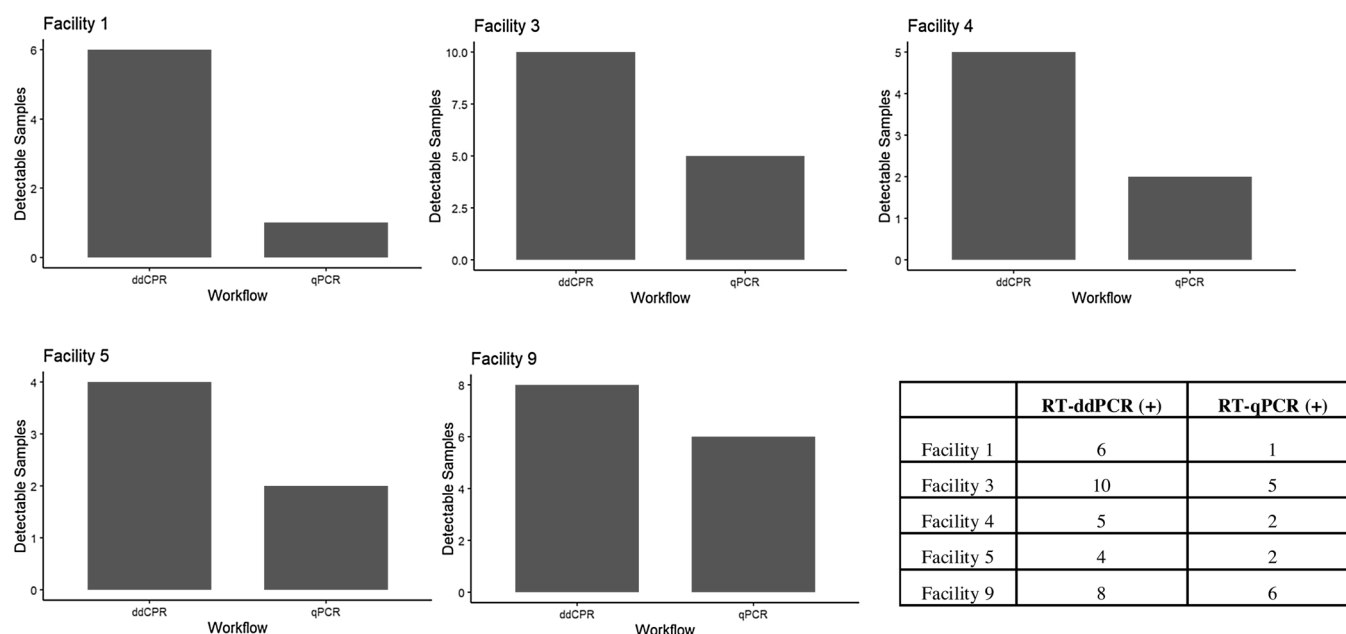 Facility 1
Detectable Samples
6
4
2
0
ddCPR qPCR
Workflow
Facility 3
Detectable Samples
10.0
7.5
5.0
2.5
0.0
ddCPR qPCR
Workflow
Facility 4
Detectable Samples
5
4
3
2
1
0
ddCPR qPCR
Workflow
Facility 5
Detectable Samples
4
3
2
1
0
ddCPR qPCR
Workflow
Facility 9
Detectable Samples
8
6
4
2
0
ddCPR qPCR
Workflow
RT-ddPCR (+) RT-qPCR (+)
Facility 1 6 1
Facility 3 10 5
Facility 4 5 2
Facility 5 4 2
Facility 9 8 6